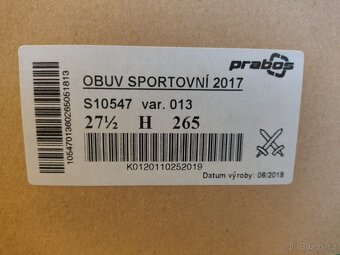 prabos
OBUV SPORTOVNÍ 2017
S10547 var. 013
27½ H 265
K0120110252019
Datum výroby: 06/2018